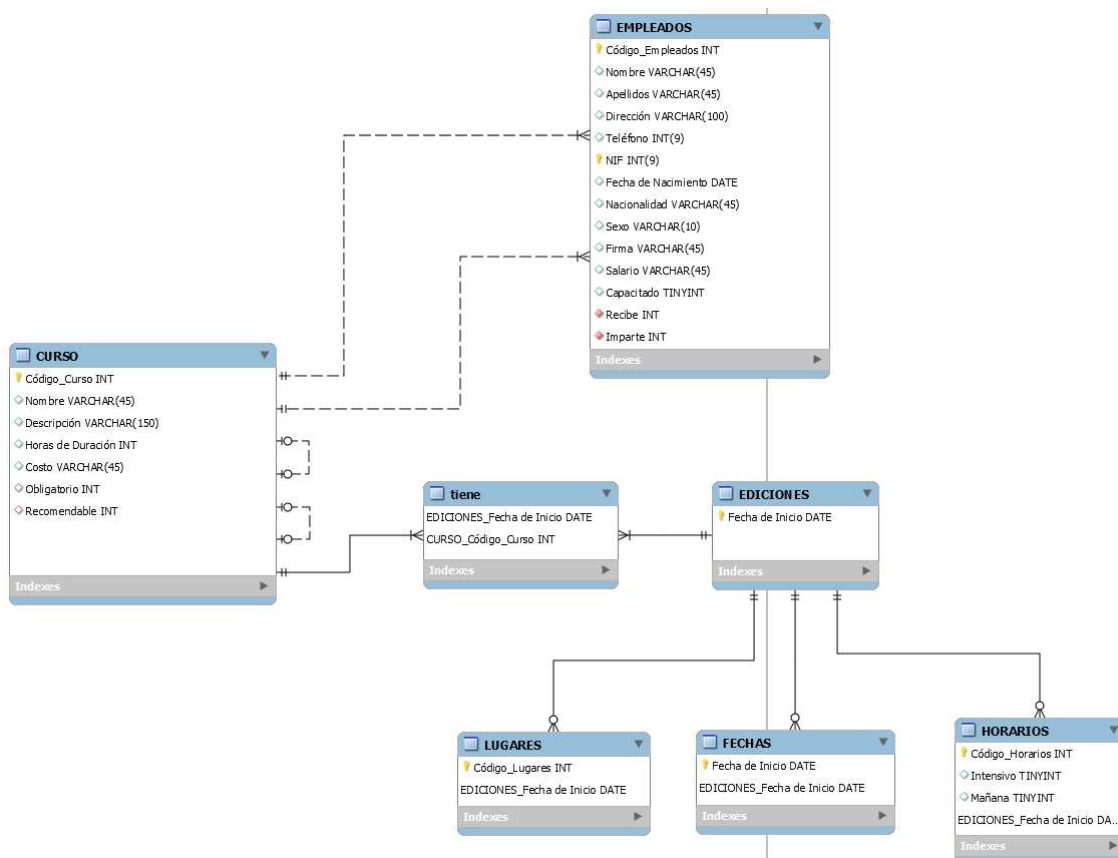 EMPLEADOS
Código_Empleados INT
Nombre VARCHAR(45)
Apellidos VARCHAR(45)
Dirección VARCHAR(100)
Teléfono INT(9)
NIF INT(9)
Fecha de Nacimiento DATE
Nacionalidad VARCHAR(45)
Sexo VARCHAR(10)
Firma VARCHAR(45)
Salario VARCHAR(45)
Capacitado TINYINT
Recibe INT
Imparte INT
Indexes
CURSO
Código_Curso INT
Nombre VARCHAR(45)
Descripción VARCHAR(150)
Horas de Duración INT
Costo VARCHAR(45)
Obligatorio INT
Recomendable INT
Indexes
tiene
EDICIONES_Fecha de Inicio DATE
CURSO_Código_Curso INT
Indexes
EDICIONES
Fecha de Inicio DATE
Indexes
LUGARES
Código_Lugares INT
EDICIONES_Fecha de Inicio DATE
Indexes
FECHAS
Fecha de Inicio DATE
EDICIONES_Fecha de Inicio DATE
Indexes
HORARIOS
Código_Horarios INT
Intensivo TINYINT
Mañana TINYINT
EDICIONES_Fecha de Inicio DA...
Indexes